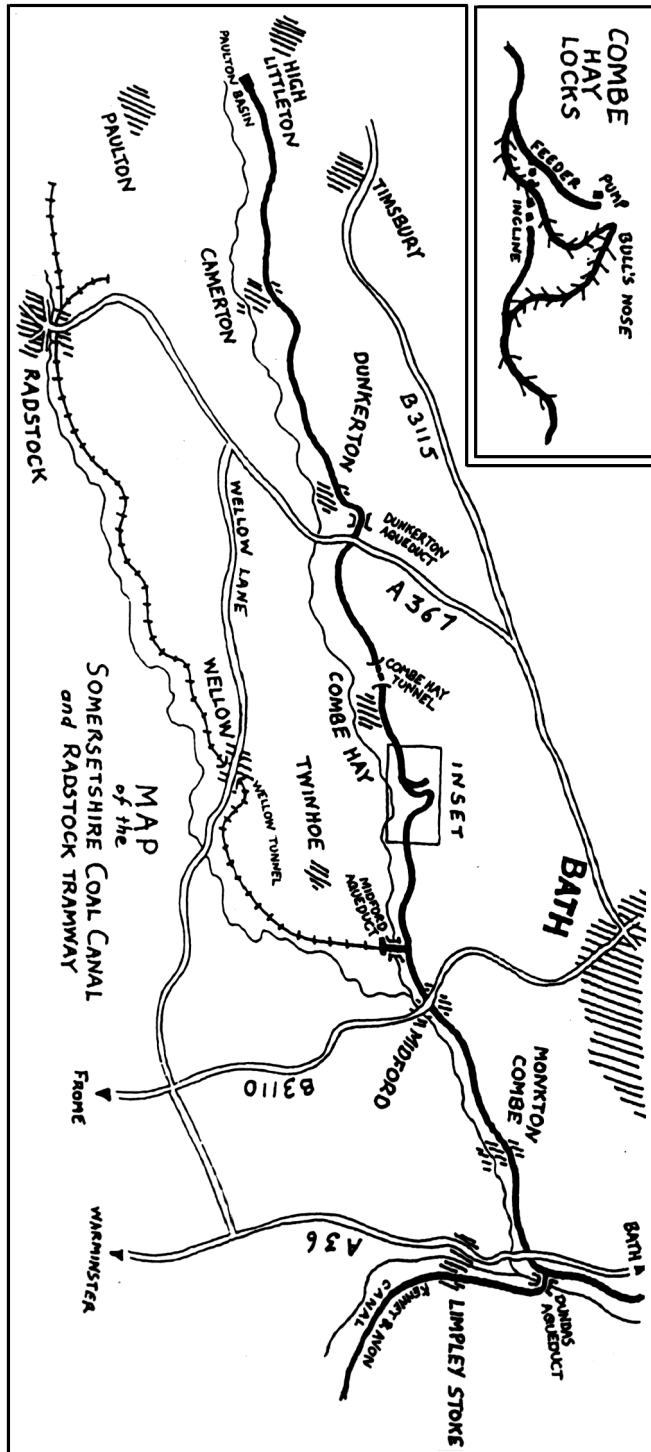 COMBE
HAY
LOCKS
FEEDER
PUMP
BULL'S NOSE
INCLINE
HIGH
LITTLETON
PAULTON BASIN
PAULTON
TIMSBURY
CAMERTON
RADSTOCK
DUNKERTON
B3115
DUNKERTON
AQUEDUCT
A367
WELLOW LANE
COMBE HAY
TUNNEL
COMBE HAY
WELLOW
WELLOW TUNNEL
TWINHOE
INSET
MIDFORD
AQUEDUCT
BATH
MIDFORD
B3110
FROME
MONKTON
COMBE
A36
WARMINSTER
BATH
DUNDAS
AQUEDUCT
LIMPLEY STOKE
KENNET & AVON
CANAL
MAP
of the
SOMERSETSHIRE COAL CANAL
and RADSTOCK TRAMWAY